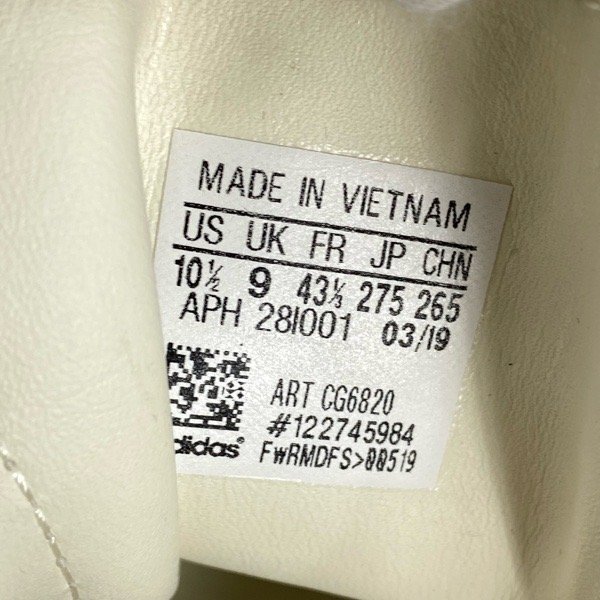 MADE IN VIETNAM
US UK FR JP CHN
10½ 9 43⅓ 275 265
APH 28I001 03/19
ART CG6820
#122745984
adidas® FwRMDFS>00519